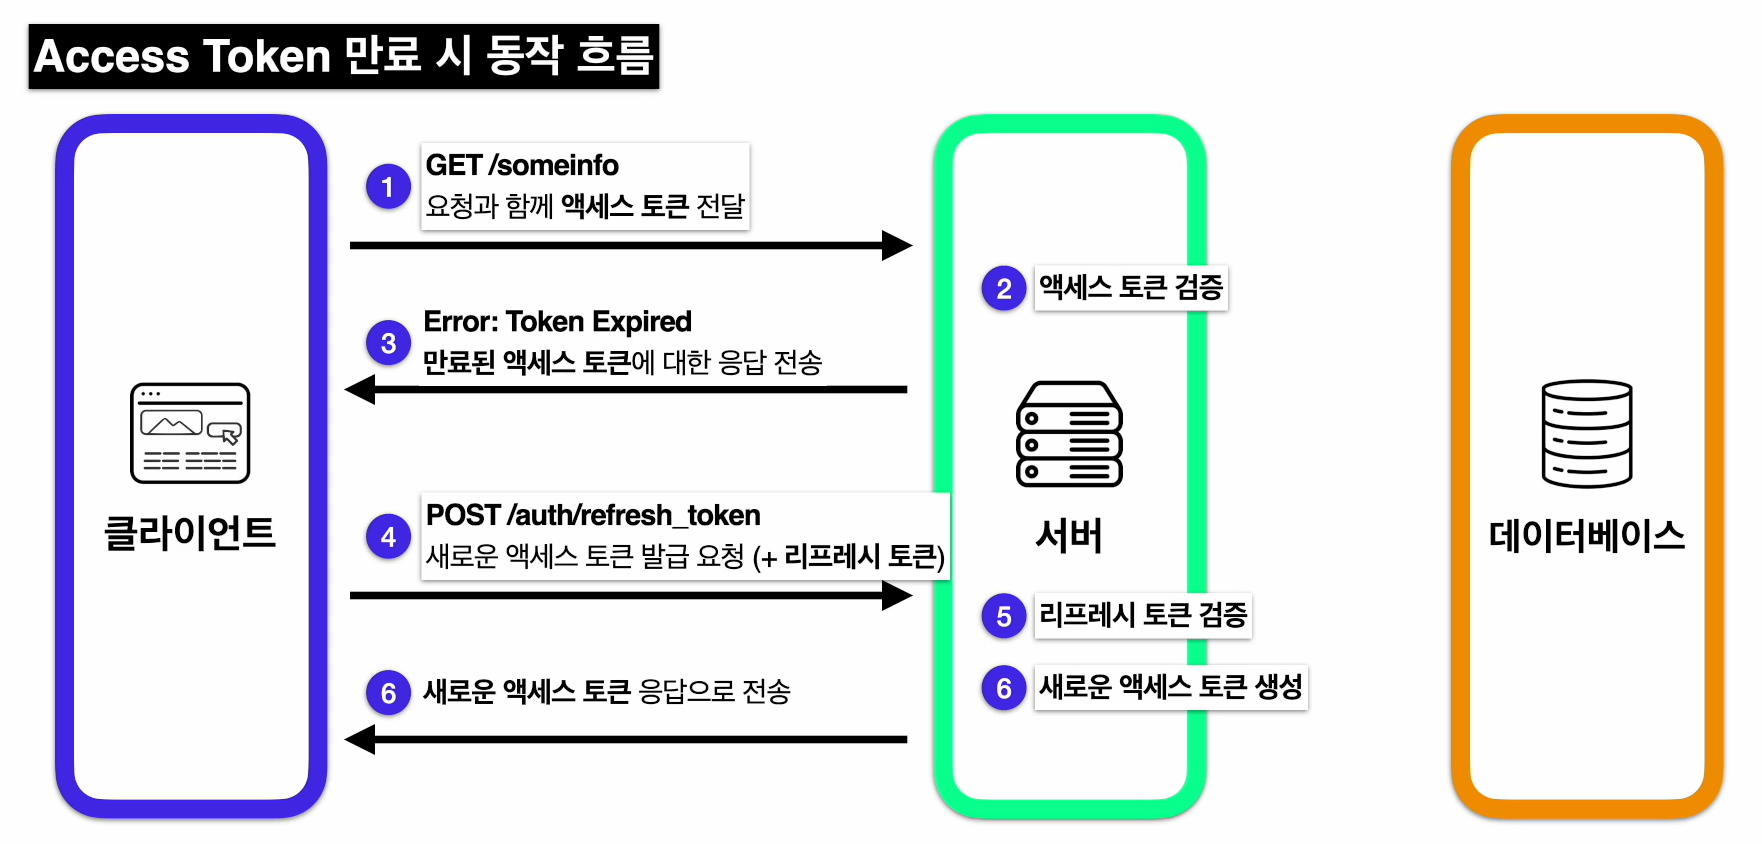 Access Token 만료 시 동작 흐름
1
GET /someinfo
요청과 함께 액세스 토큰 전달
2
액세스 토큰 검증
3
Error: Token Expired
만료된 액세스 토큰에 대한 응답 전송
클라이언트
서버
데이터베이스
4
POST /auth/refresh_token
새로운 액세스 토큰 발급 요청 (+ 리프레시 토큰)
5
리프레시 토큰 검증
6
새로운 액세스 토큰 생성
6
새로운 액세스 토큰 응답으로 전송